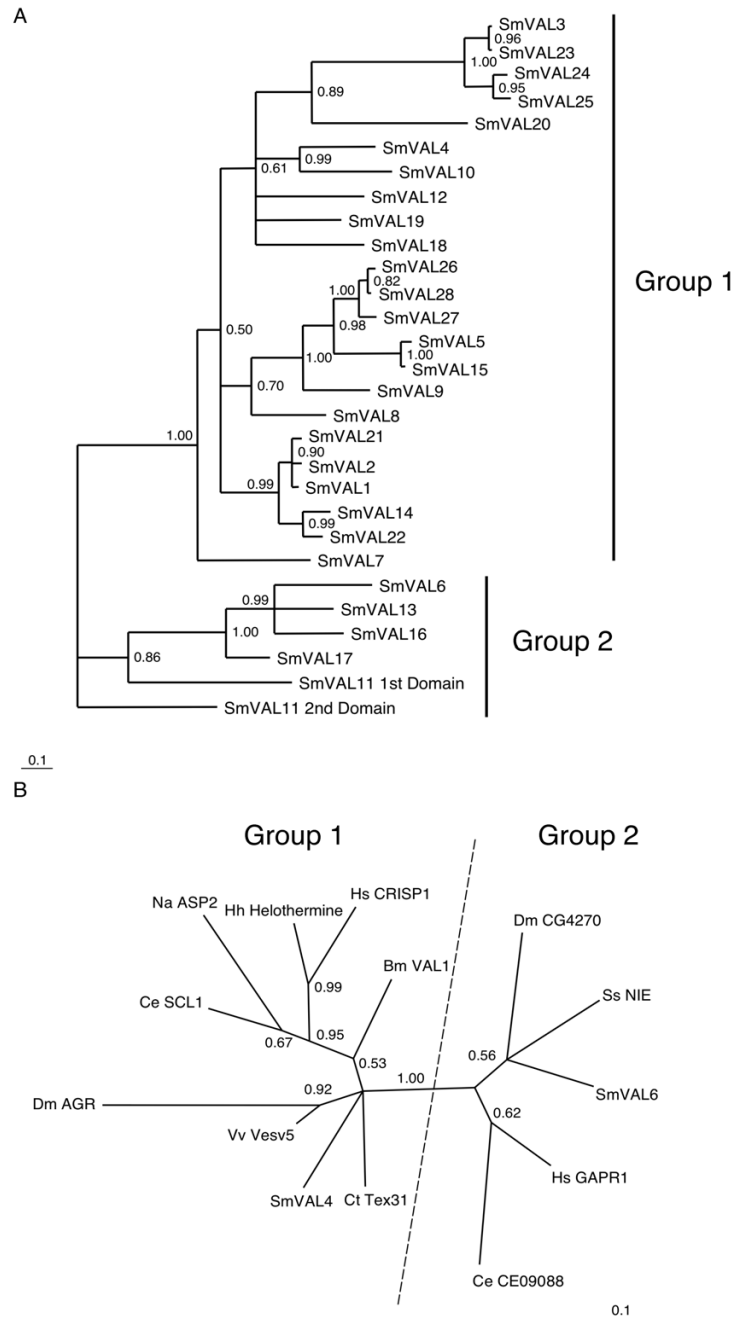 A
SmVAL3
0.96
SmVAL23
1.00
SmVAL24
0.95
SmVAL25
0.89
SmVAL20
SmVAL4
0.99
0.61
SmVAL10
SmVAL12
SmVAL19
SmVAL18
SmVAL26
0.82
1.00
SmVAL28
SmVAL27
0.98
0.50
SmVAL5
1.00
1.00
SmVAL15
0.70
SmVAL9
SmVAL8
1.00
SmVAL21
0.90
SmVAL2
0.99
SmVAL1
SmVAL14
0.99
SmVAL22
SmVAL7
Group 1
SmVAL6
0.99
SmVAL13
1.00
SmVAL16
0.86
SmVAL17
SmVAL11 1st Domain
SmVAL11 2nd Domain
Group 2
0.1
B
Group 1
Group 2
Na ASP2
Hh Helothermine
Hs CRISP1
Dm CG4270
Bm VAL1
0.99
Ce SCL1
Ss NIE
0.67
0.95
0.53
0.56
1.00
0.92
SmVAL6
Dm AGR
0.62
Vv Vesv5
Hs GAPR1
SmVAL4
Ct Tex31
Ce CE09088
0.1